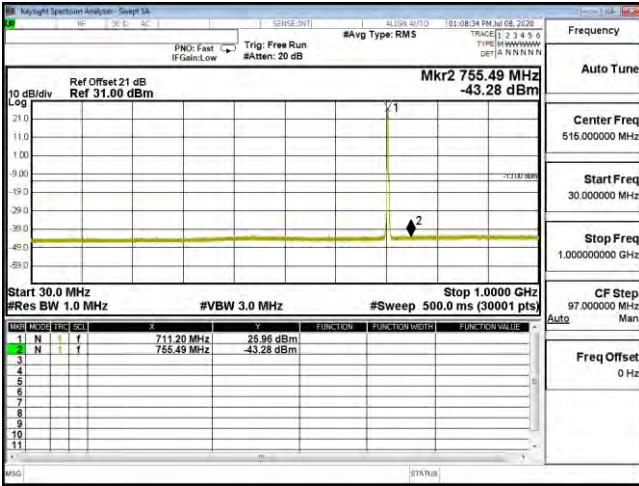 Keysight Spectrum Analyzer - Swept SA
RF 50 Ω AC SENSE:INT ALIGN AUTO 01:08:34 PM Jul 08, 2020
#Avg Type: RMS TRACE 1 2 3 4 5 6
PNO: Fast Trig: Free Run TYPE M WWWWW
IFGain:Low #Atten: 20 dB DET A N N N N N
Mkr2 755.49 MHz
Ref Offset 21 dB
10 dB/div Ref 31.00 dBm -43.28 dBm
Log
1
21.0
11.0
1.00
-9.00
-13.00 dBm
-19.0
-29.0
2
-39.0
-49.0
-59.0
Start 30.0 MHz Stop 1.0000 GHz
#Res BW 1.0 MHz #VBW 3.0 MHz #Sweep 500.0 ms (30001 pts)
MKR MODE TRC SCL X Y FUNCTION FUNCTION WIDTH FUNCTION VALUE
1 N 1 f 711.20 MHz 25.96 dBm
2 N 1 f 755.49 MHz -43.28 dBm
3
4
5
6
7
8
9
10
11
MSG STATUS
Frequency
Auto Tune
Center Freq
515.000000 MHz
Start Freq
30.000000 MHz
Stop Freq
1.000000000 GHz
CF Step
97.000000 MHz
Auto Man
Freq Offset
0 Hz